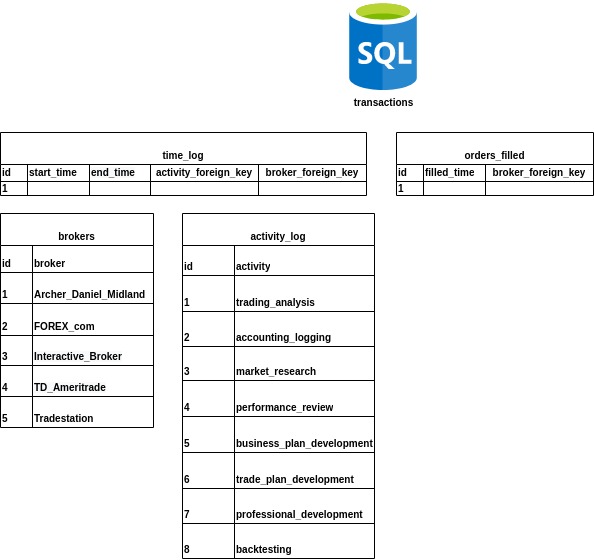 SQL
transactions
time_log
id start_time end_time activity_foreign_key broker_foreign_key
1
orders_filled
id filled_time broker_foreign_key
1
brokers
id broker
1 Archer_Daniel_Midland
2 FOREX_com
3 Interactive_Broker
4 TD_Ameritrade
5 Tradestation
activity_log
id activity
1 trading_analysis
2 accounting_logging
3 market_research
4 performance_review
5 business_plan_development
6 trade_plan_development
7 professional_development
8 backtesting